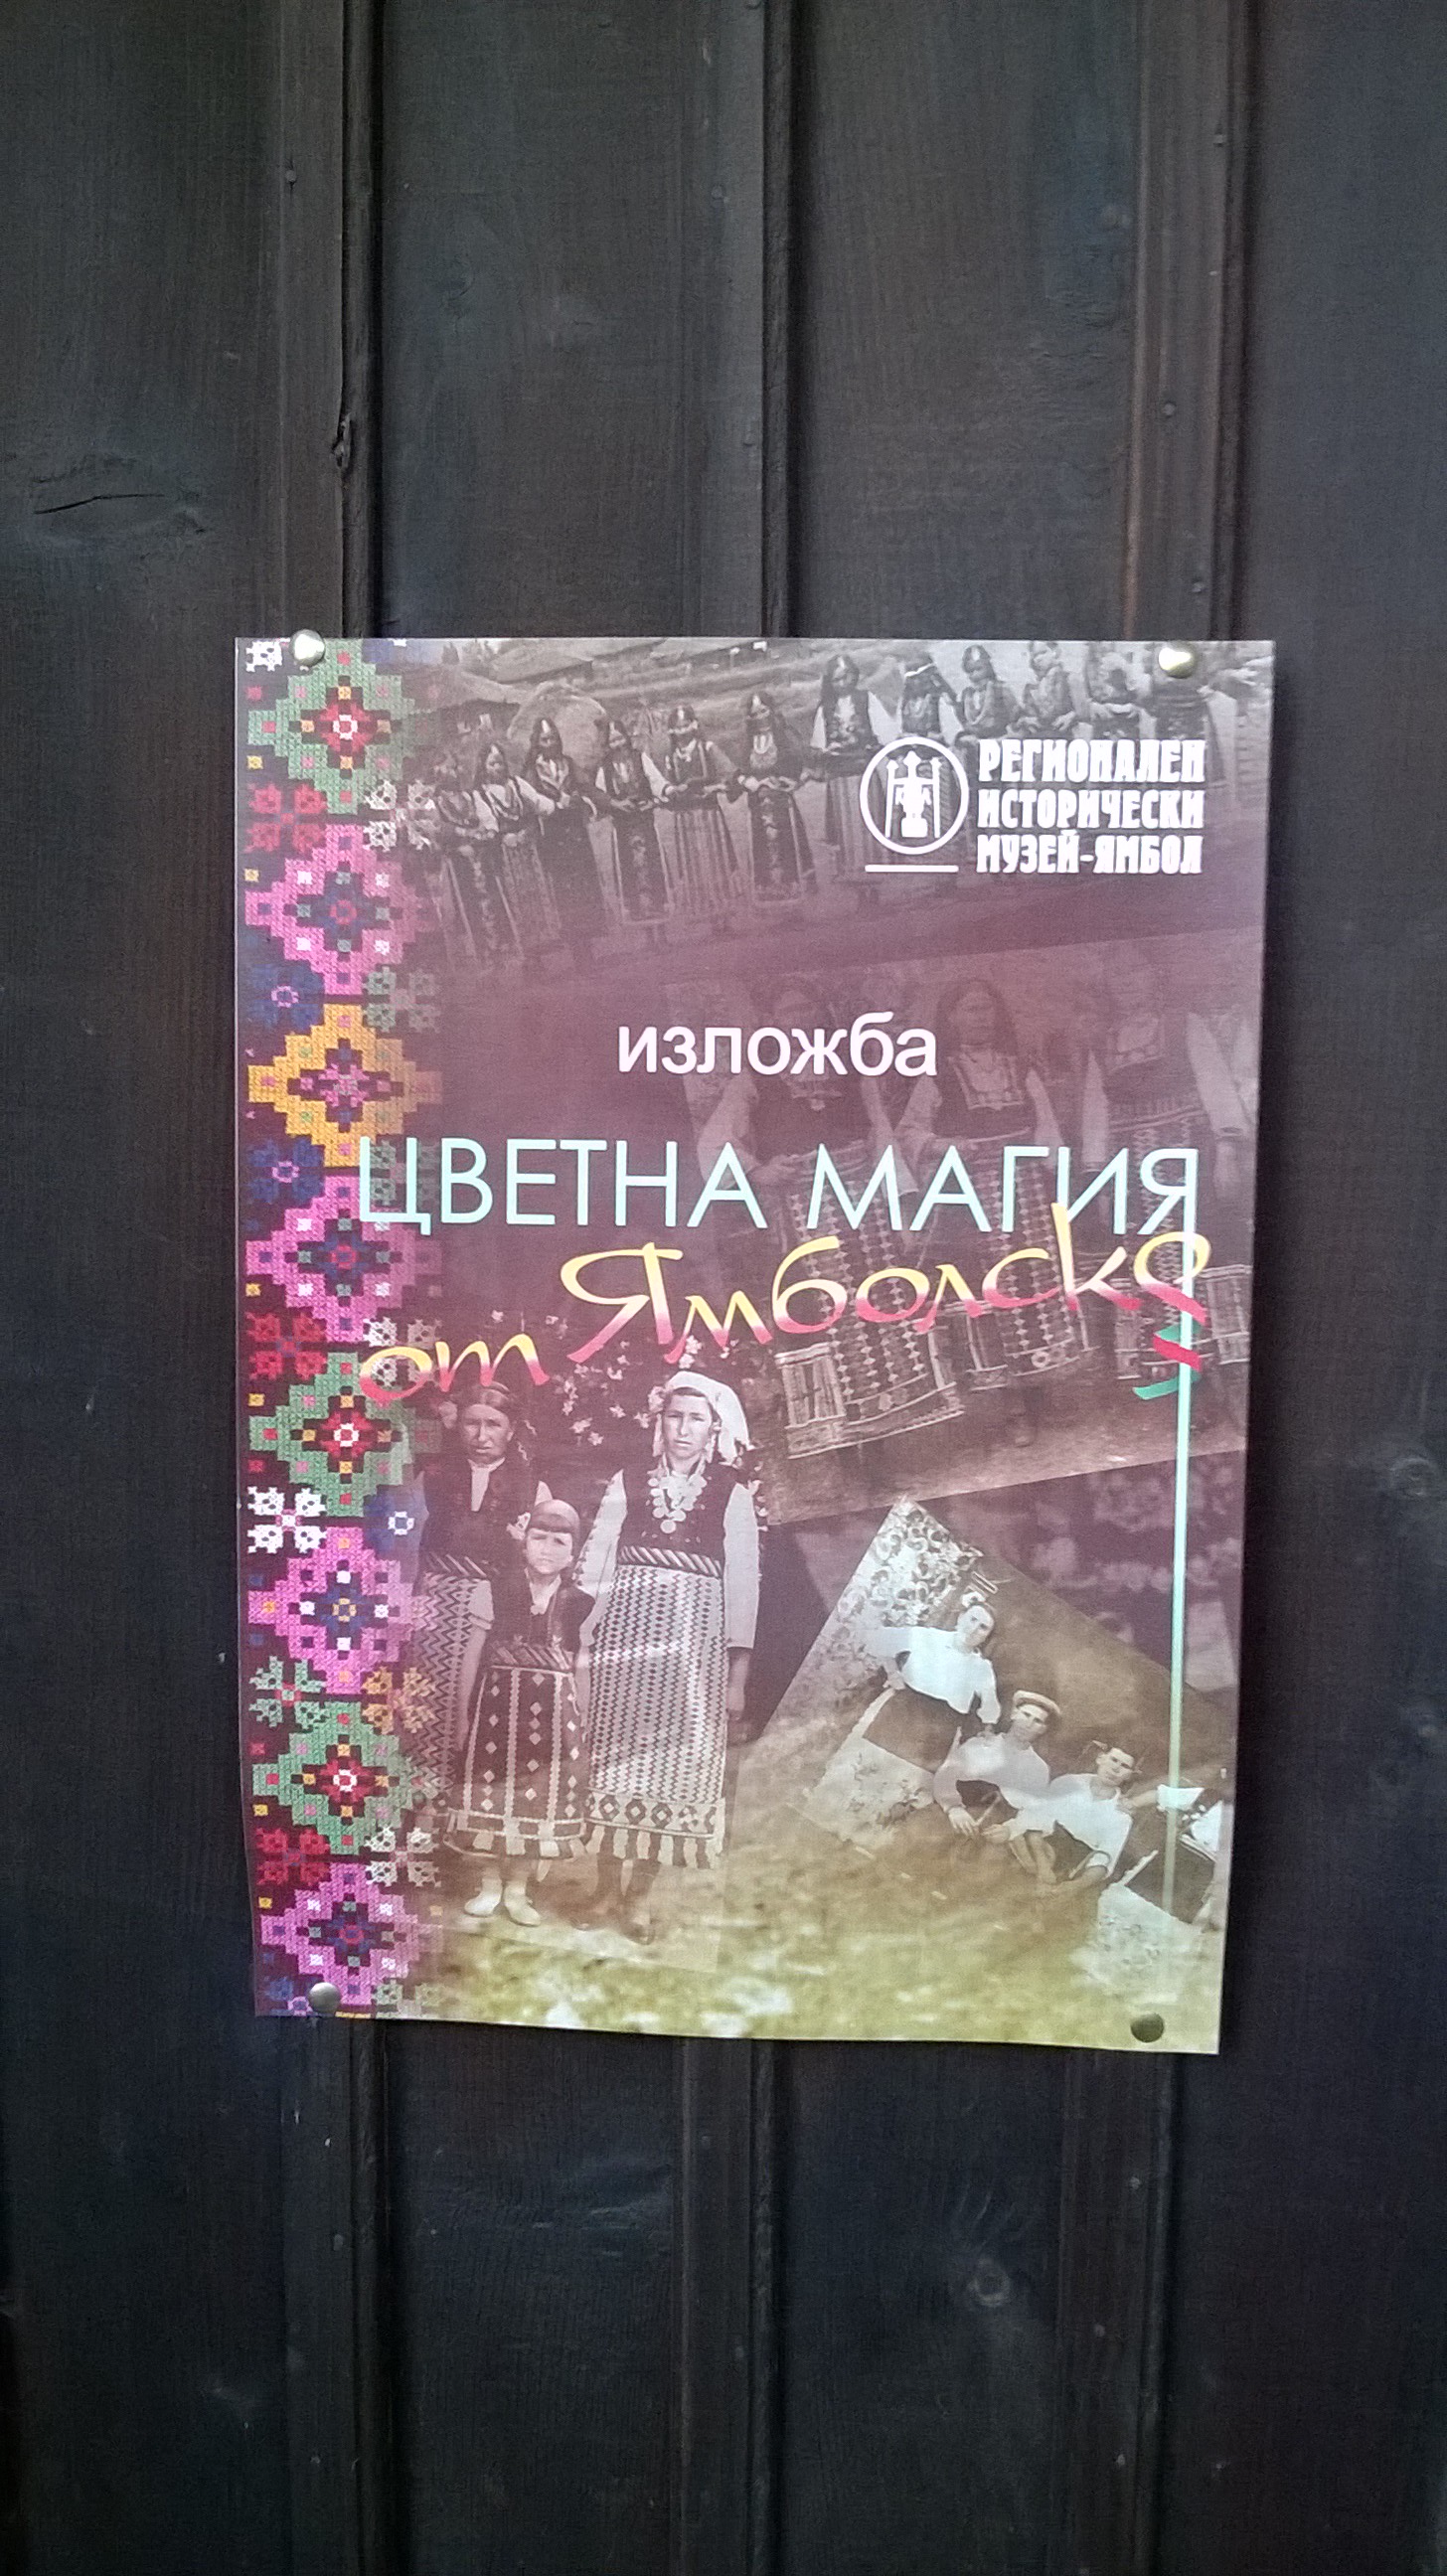 РЕГИОНАЛЕН
ИСТОРИЧЕСКИ
МУЗЕЙ-ЯМБОЛ
изложба
ЦВЕТНА МАГИЯ
от Ямболско